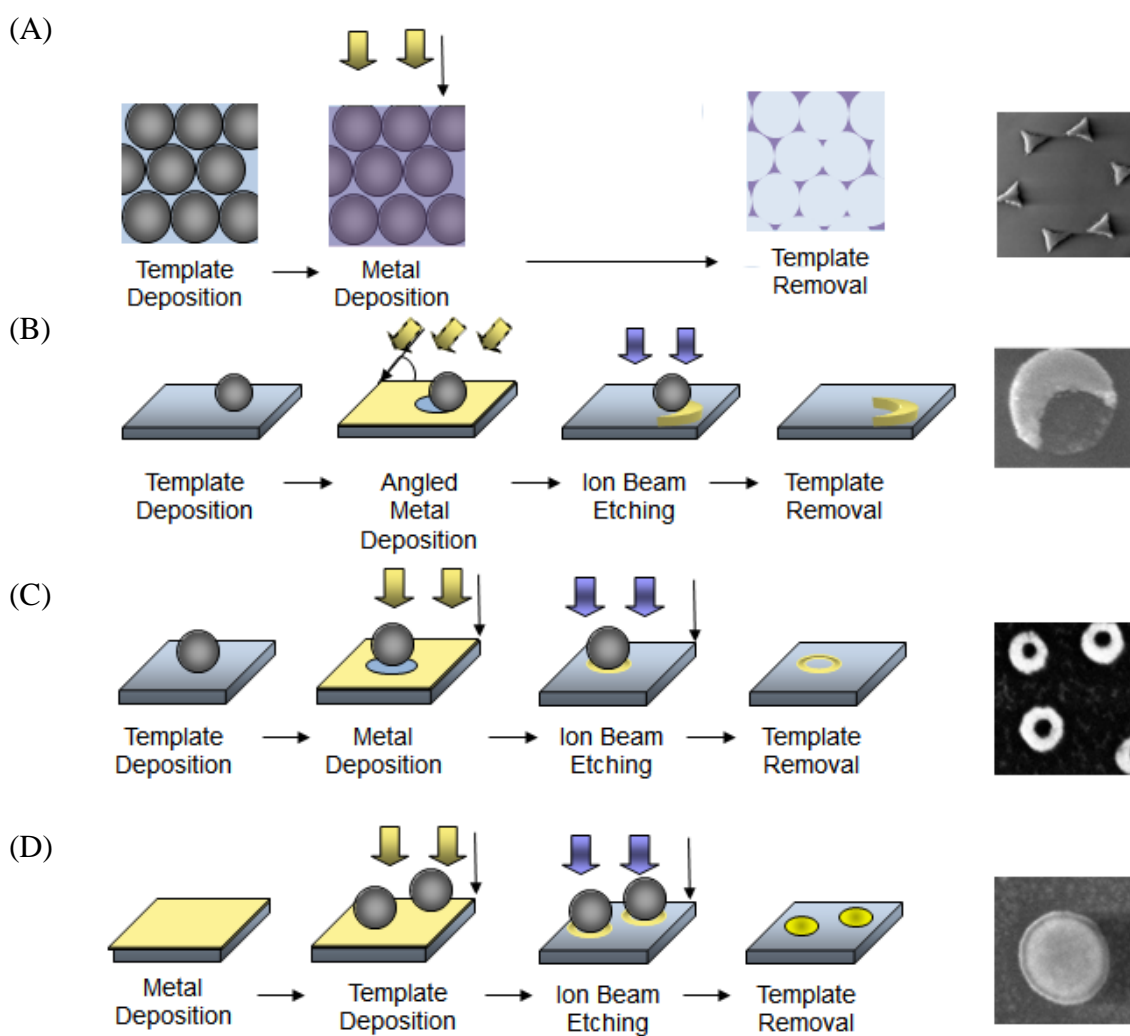 (A)
Template
Deposition
Metal
Deposition
Template
Removal
(B)
Template
Deposition
Angled
Metal
Deposition
Ion Beam
Etching
Template
Removal
(C)
Template
Deposition
Metal
Deposition
Ion Beam
Etching
Template
Removal
(D)
Metal
Deposition
Template
Deposition
Ion Beam
Etching
Template
Removal